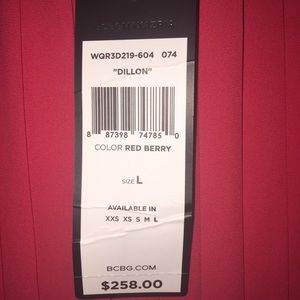 WQR3D219-604 074
"DILLON"
8 87398 74785 0
COLOR RED BERRY
SIZE L
AVAILABLE IN
XXS XS S M L
BCBG.COM
$258.00